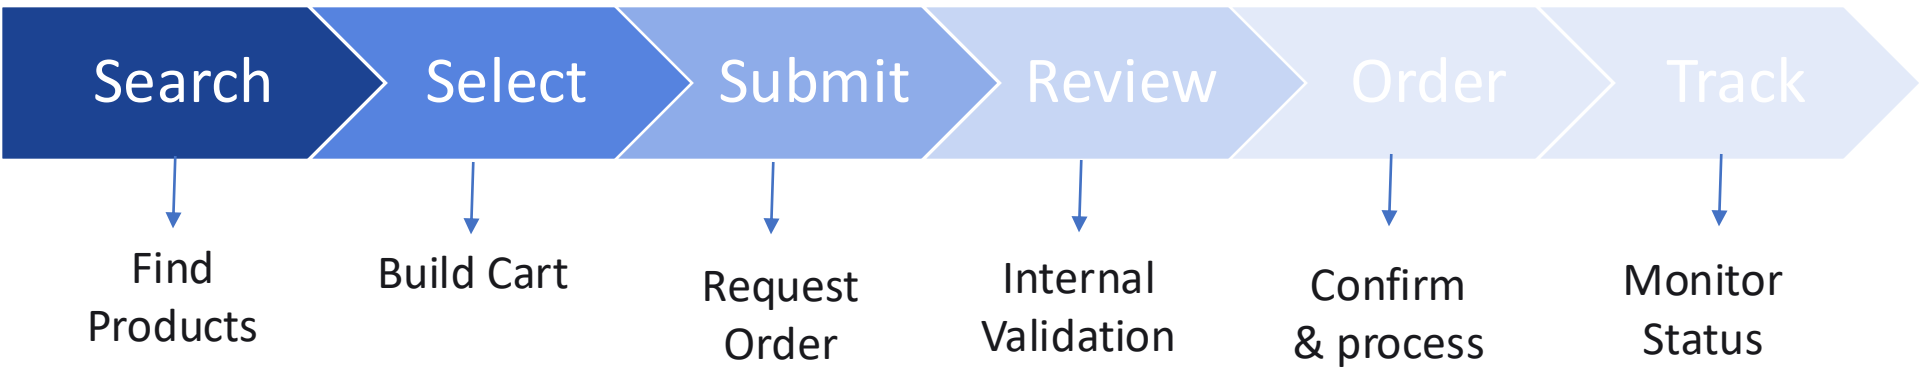 Search
Select
Submit
Review
Order
Track
Find
Products
Build Cart
Request
Order
Internal
Validation
Confirm
& process
Monitor
Status